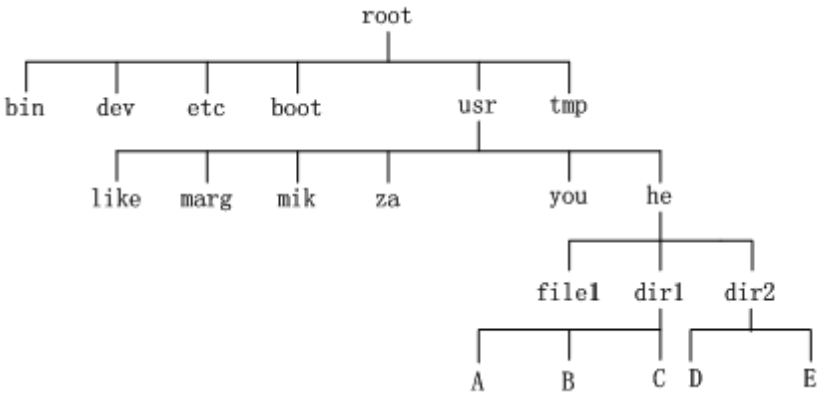 root
bin dev etc boot usr tmp
like marg mik za you he
file1 dir1 dir2
A B C D E